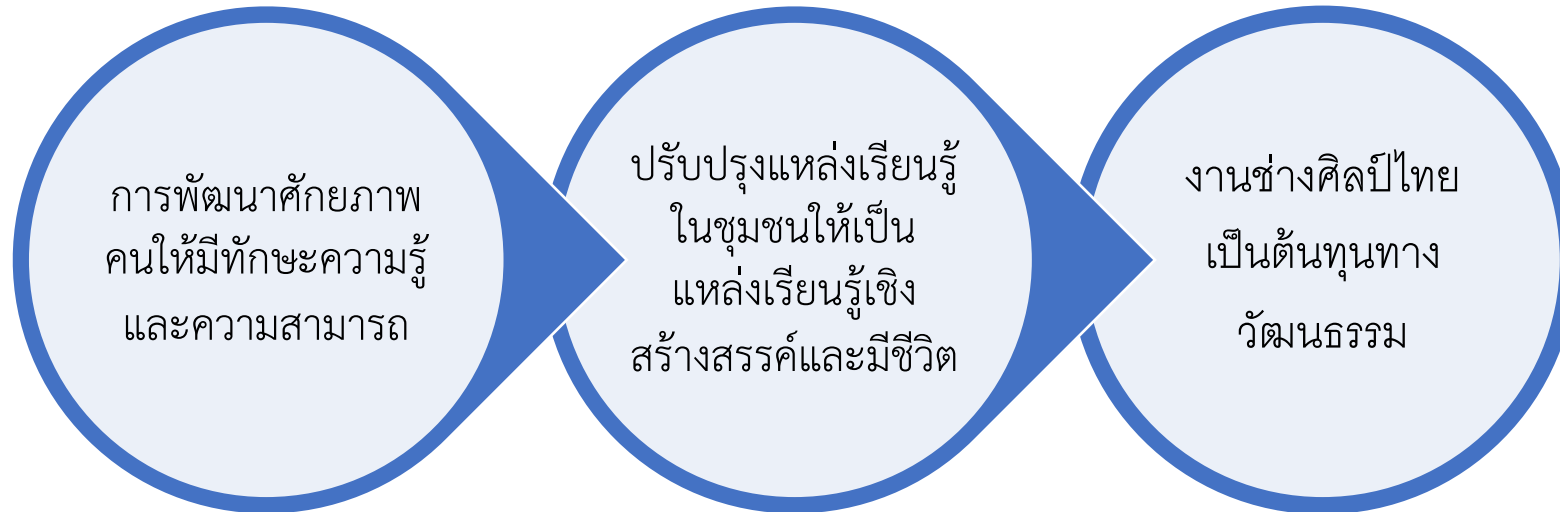 การพัฒนาศักยภาพ
คนให้มีทักษะความรู้
และความสามารถ
ปรับปรุงแหล่งเรียนรู้
ในชุมชนให้เป็น
แหล่งเรียนรู้เชิง
สร้างสรรค์และมีชีวิต
งานช่างศิลป์ไทย
เป็นต้นทุนทาง
วัฒนธรรม